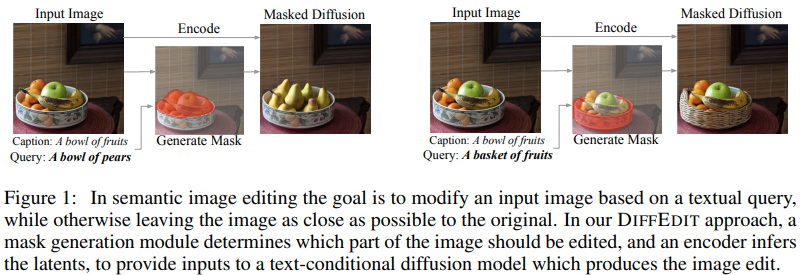 Input Image
Encode
Masked Diffusion
Caption: A bowl of fruits
Query: A bowl of pears
Generate Mask
Input Image
Encode
Masked Diffusion
Caption: A bowl of fruits
Query: A basket of fruits
Generate Mask
Figure 1: In semantic image editing the goal is to modify an input image based on a textual query,
while otherwise leaving the image as close as possible to the original. In our DIFFEDIT approach, a
mask generation module determines which part of the image should be edited, and an encoder infers
the latents, to provide inputs to a text-conditional diffusion model which produces the image edit.